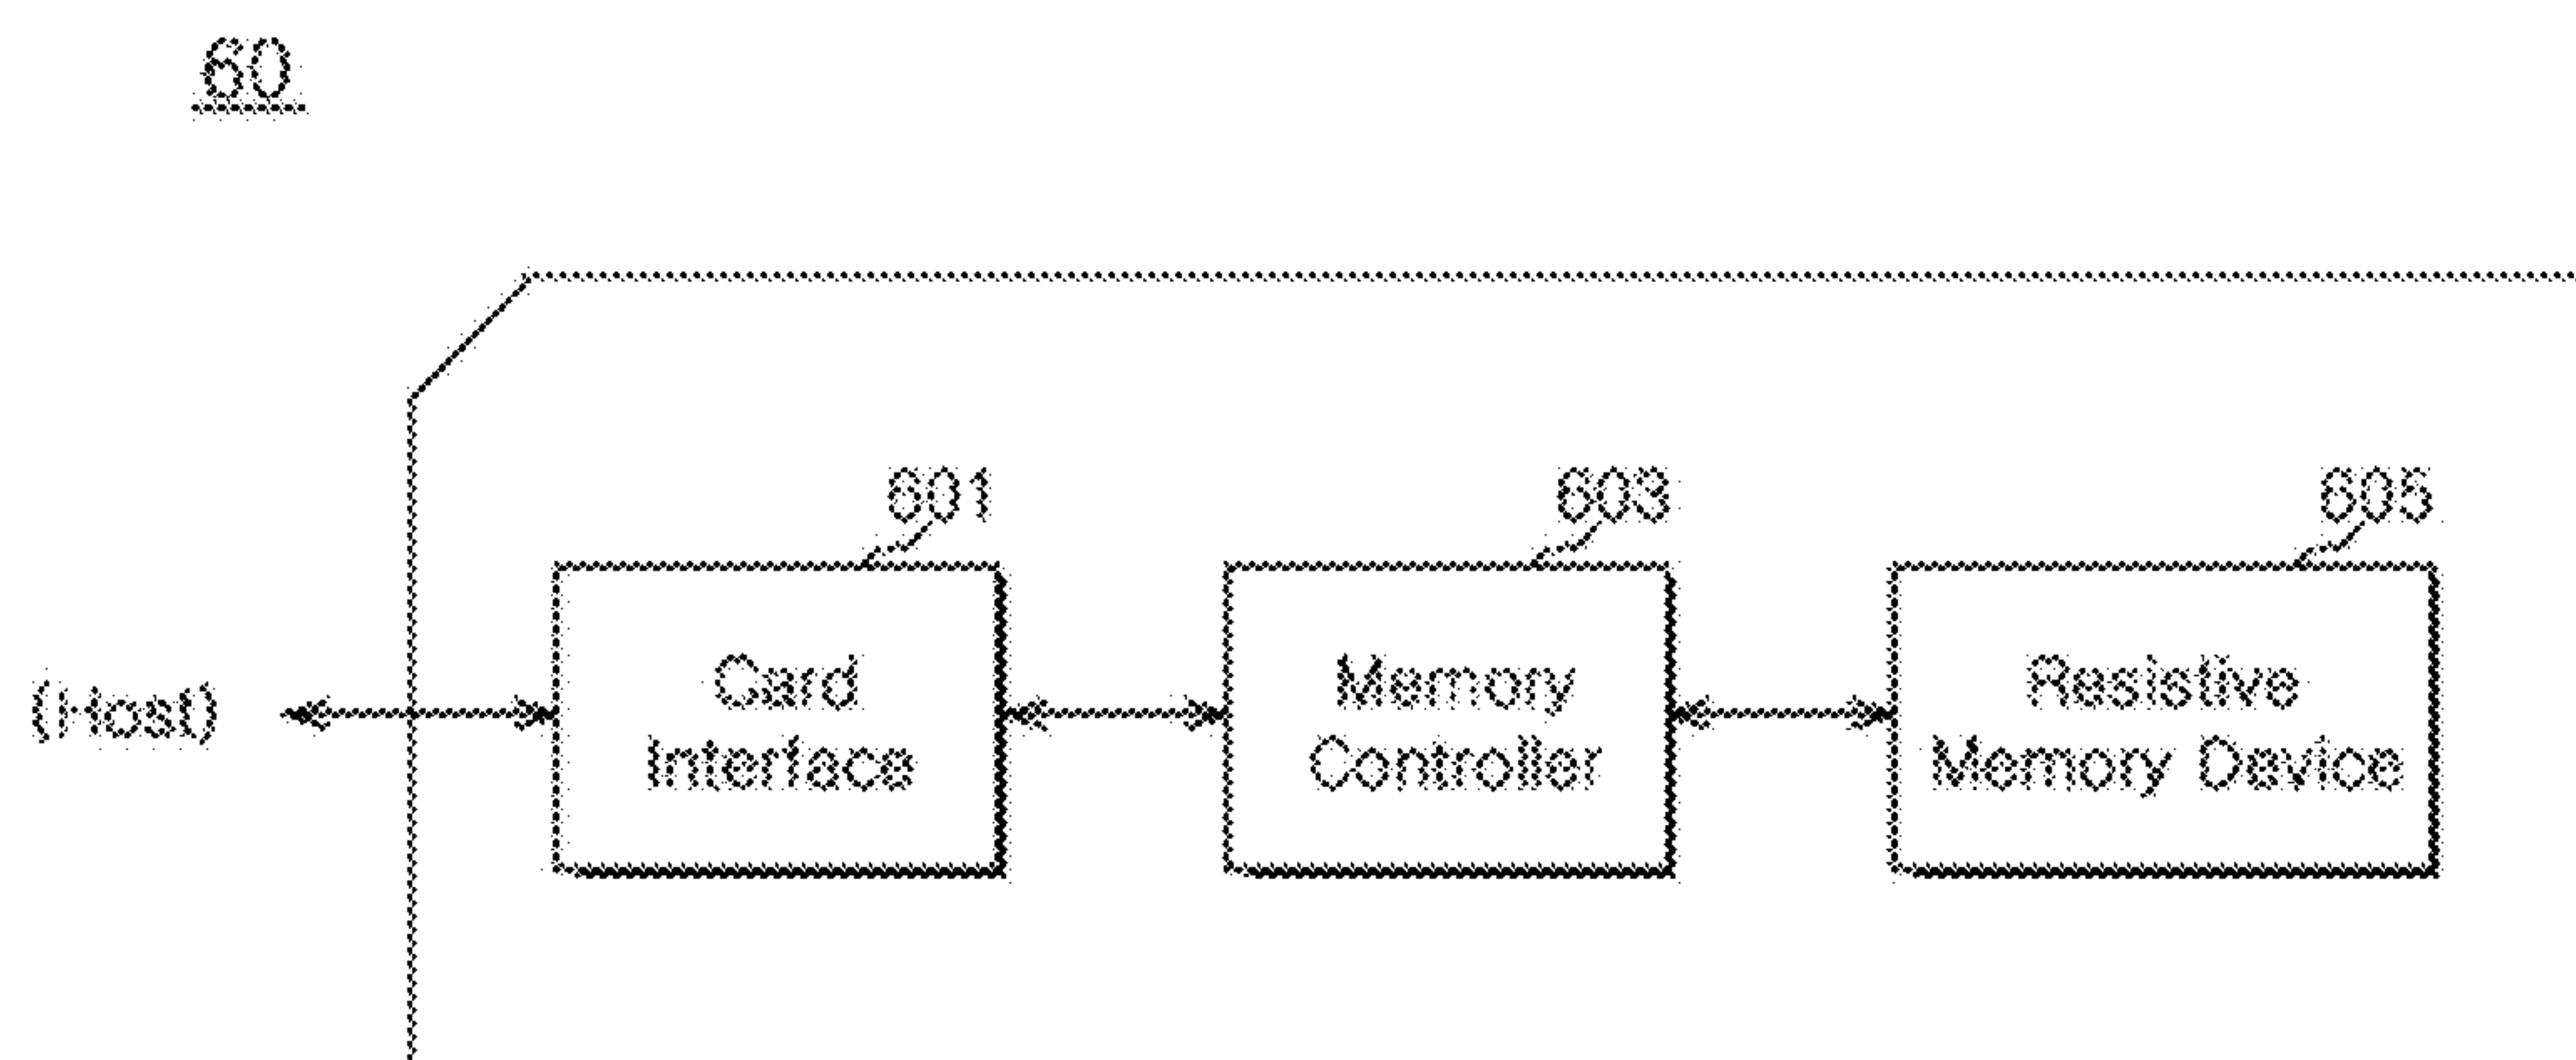 60
601
603
605
(Host)
Card
Interface
Memory
Controller
Resistive
Memory Device